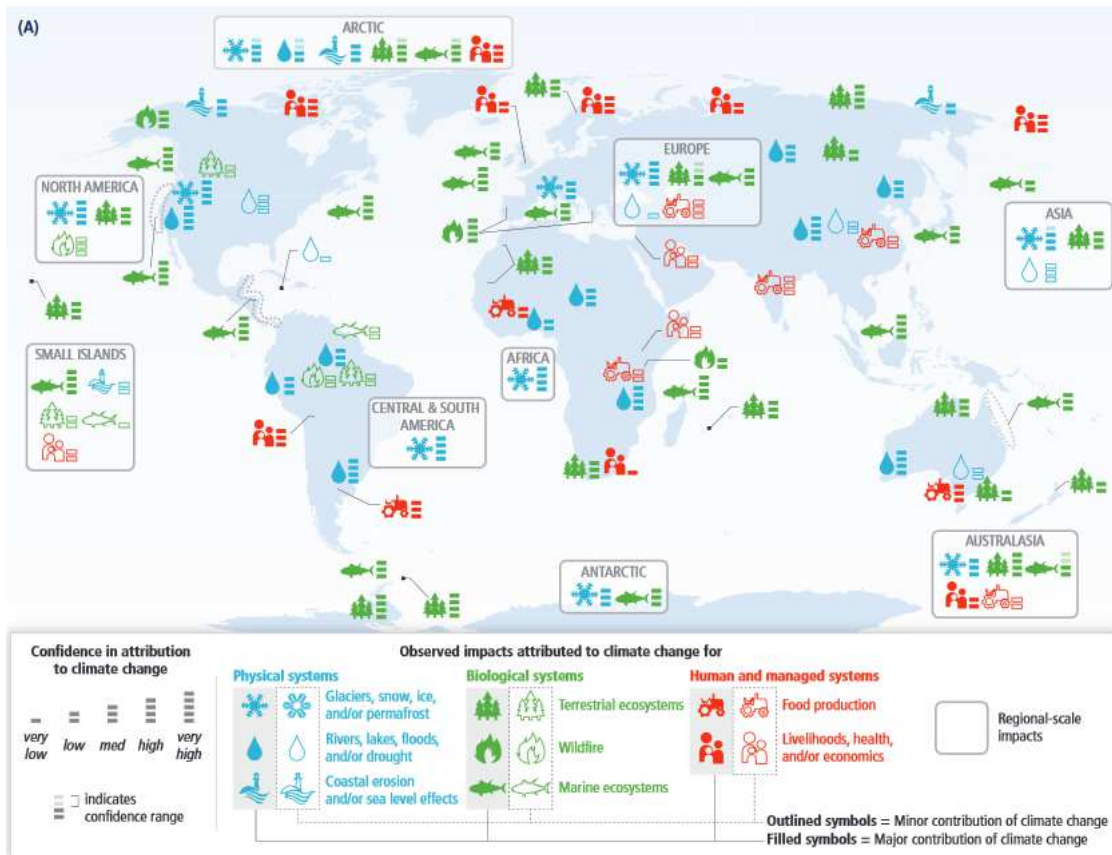 (A)
ARCTIC
NORTH AMERICA
EUROPE
ASIA
SMALL ISLANDS
AFRICA
CENTRAL & SOUTH
AMERICA
ANTARCTIC
AUSTRALASIA
Confidence in attribution
to climate change
very
low
low
med
high
very
high
indicates
confidence range
Observed impacts attributed to climate change for
Physical systems
Glaciers, snow, ice,
and/or permafrost
Rivers, lakes, floods,
and/or drought
Coastal erosion
and/or sea level effects
Biological systems
Terrestrial ecosystems
Wildfire
Marine ecosystems
Human and managed systems
Food production
Livelihoods, health,
and/or economics
Regional-scale
impacts
Outlined symbols = Minor contribution of climate change
Filled symbols = Major contribution of climate change